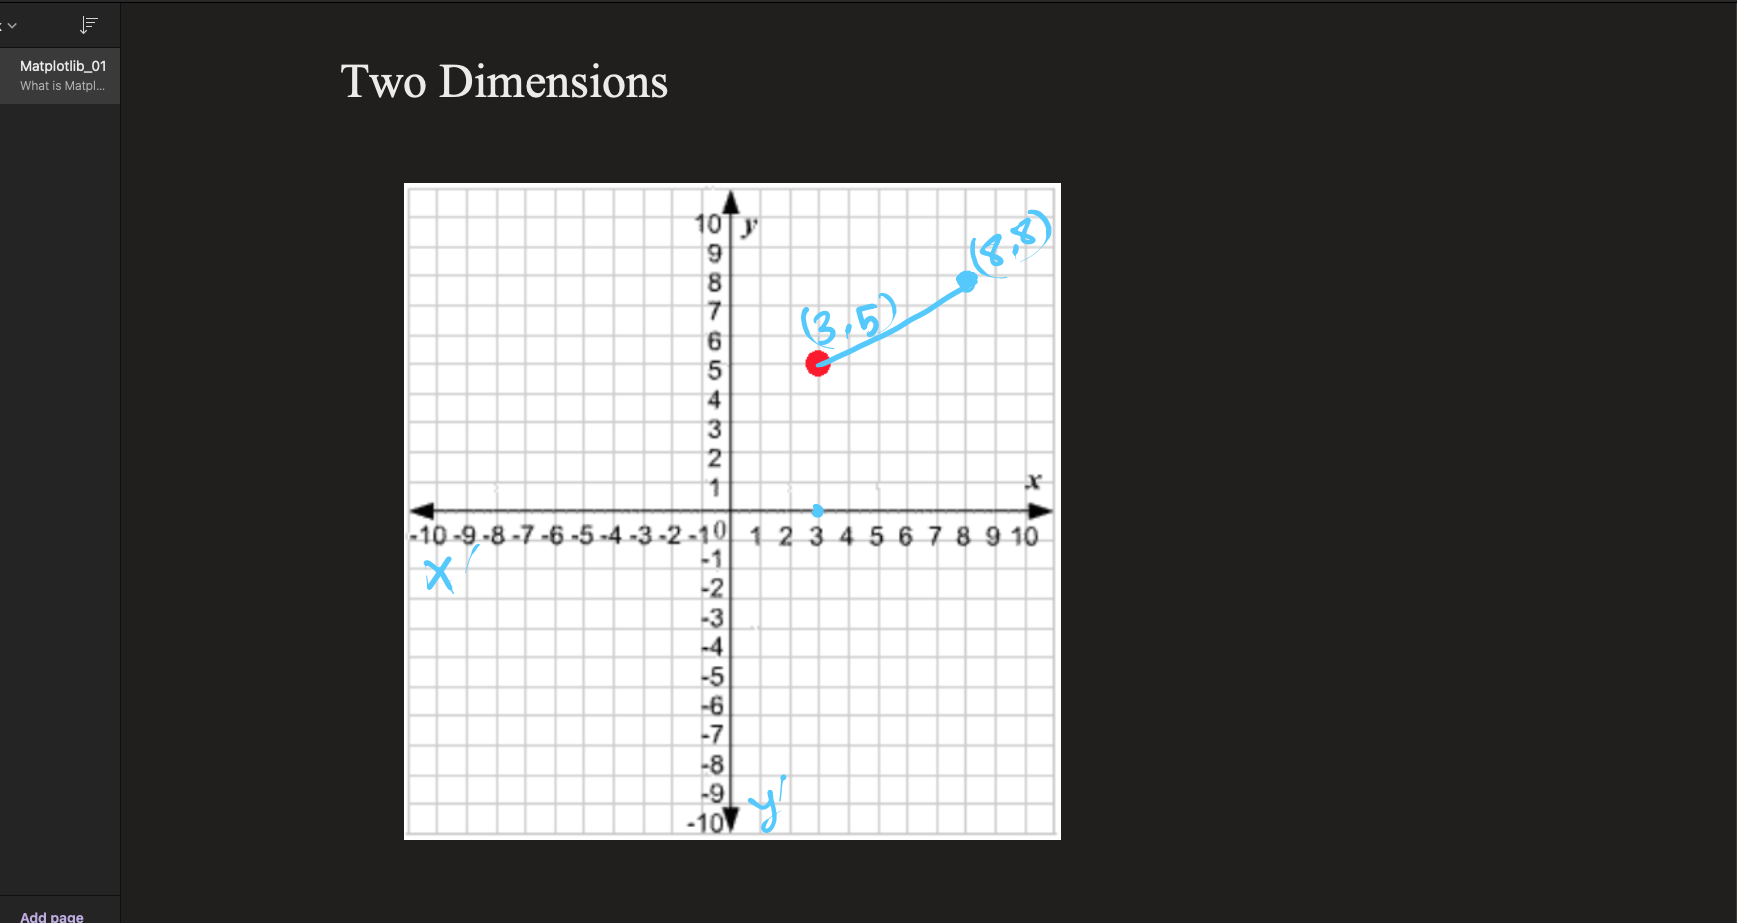 Matplotlib_01
What is Matpl...
Two Dimensions
10 y
9
(8,8)
8
7
(3,5)
6
5
4
3
2
x
1
-10 -9 -8 -7 -6 -5 -4 -3 -2 -1 0 1 2 3 4 5 6 7 8 9 10
-1
x'
-2
-3
-4
-5
-6
-7
-8
-9
y'
-10
Add page